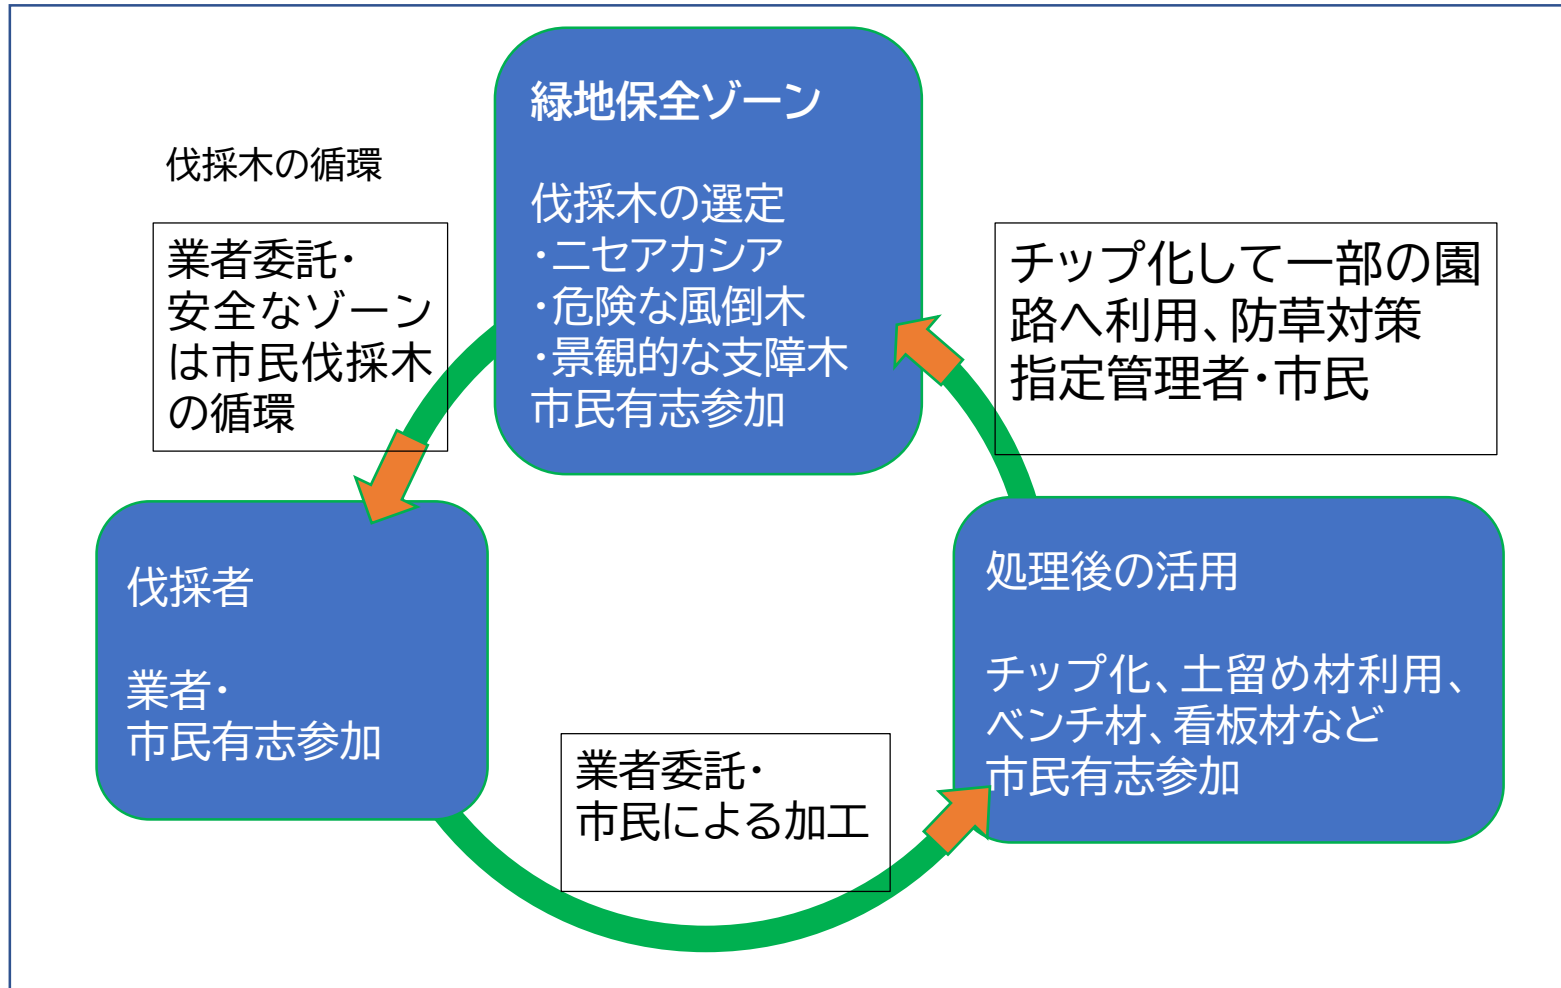 伐採木の循環
緑地保全ゾーン
伐採木の選定
・ニセアカシア
・危険な風倒木
・景観的な支障木
市民有志参加
業者委託・
安全なゾーン
は市民伐採木
の循環
伐採者
業者・
市民有志参加
業者委託・
市民による加工
処理後の活用
チップ化、土留め材利用、
ベンチ材、看板材など
市民有志参加
チップ化して一部の園
路へ利用、防草対策
指定管理者・市民